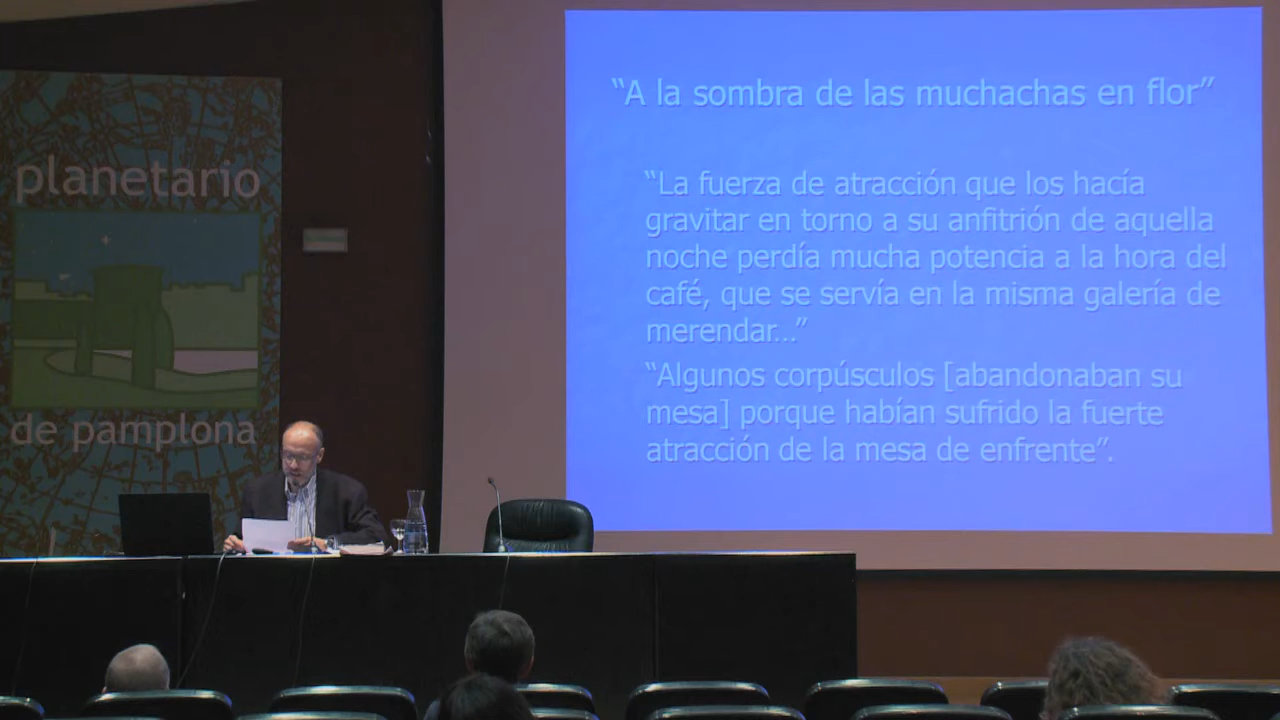 planetario
de pamplona
“A la sombra de las muchachas en flor”
“La fuerza de atracción que los hacía
gravitar en torno a su anfitrión de aquella
noche perdía mucha potencia a la hora del
café, que se servía en la misma galería de
merendar…”
“Algunos corpúsculos [abandonaban su
mesa] porque habían sufrido la fuerte
atracción de la mesa de enfrente”.